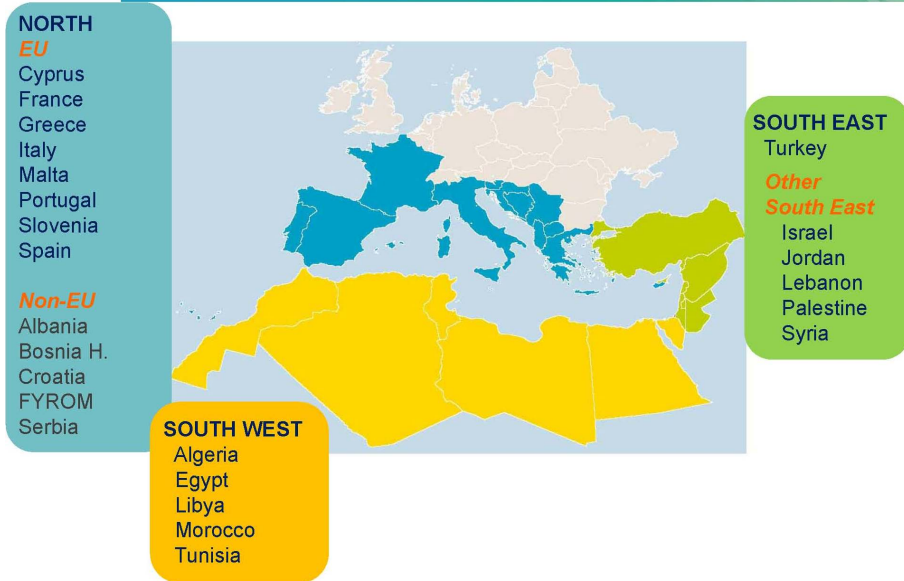 NORTH
EU
Cyprus
France
Greece
Italy
Malta
Portugal
Slovenia
Spain
Non-EU
Albania
Bosnia H.
Croatia
FYROM
Serbia
SOUTH WEST
Algeria
Egypt
Libya
Morocco
Tunisia
SOUTH EAST
Turkey
Other
South East
Israel
Jordan
Lebanon
Palestine
Syria